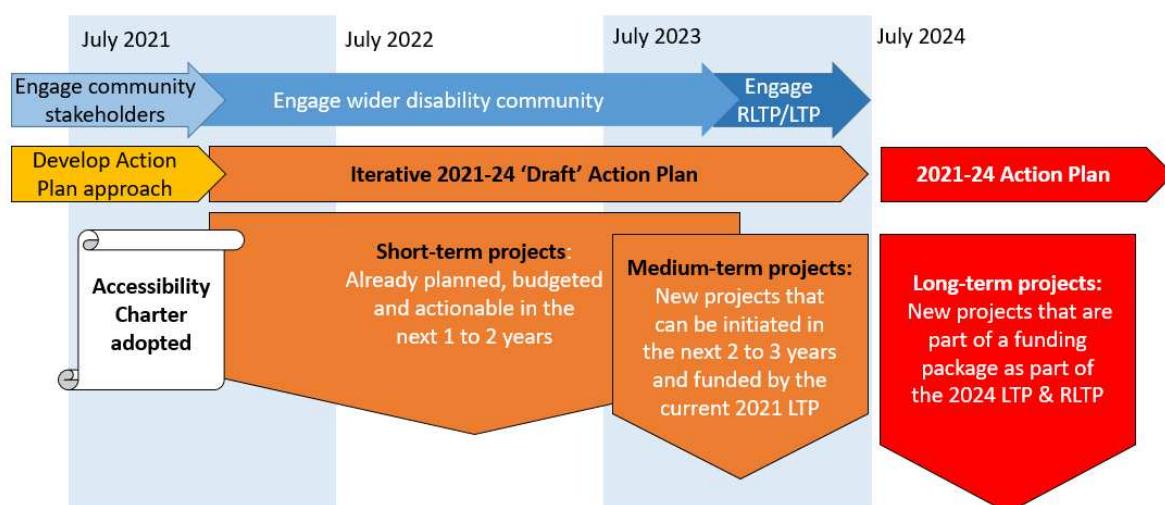 July 2021
July 2022
July 2023
July 2024
Engage community
stakeholders
Engage wider disability community
Engage
RLTP/LTP
Develop Action
Plan approach
Iterative 2021-24 ‘Draft’ Action Plan
2021-24 Action Plan
Accessibility
Charter
adopted
Short-term projects:
Already planned, budgeted
and actionable in the
next 1 to 2 years
Medium-term projects:
New projects that
can be initiated in
the next 2 to 3 years
and funded by the
current 2021 LTP
Long-term projects:
New projects that are
part of a funding
package as part of
the 2024 LTP & RLTP